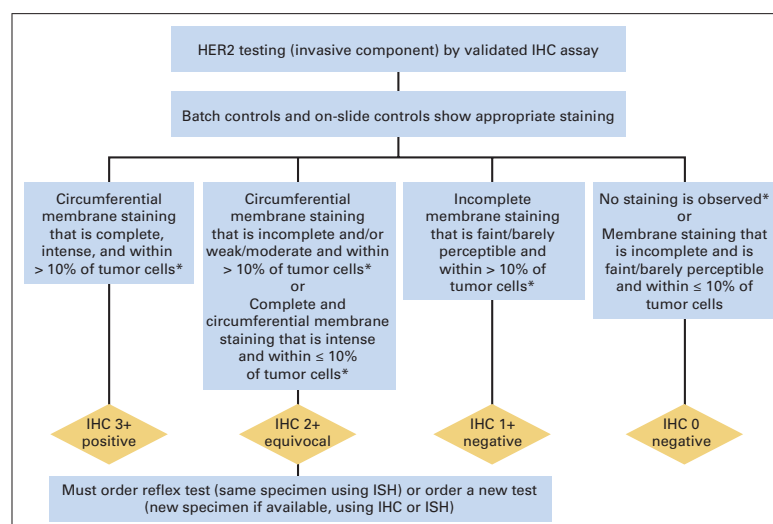 HER2 testing (invasive component) by validated IHC assay
Batch controls and on-slide controls show appropriate staining
Circumferential
membrane staining
that is complete,
intense, and within
> 10% of tumor cells*
Circumferential
membrane staining
that is incomplete and/or
weak/moderate and within
> 10% of tumor cells*
or
Complete and
circumferential membrane
staining that is intense
and within ≤ 10%
of tumor cells*
Incomplete
membrane staining
that is faint/barely
perceptible and
within > 10% of
tumor cells*
No staining is observed*
or
Membrane staining that
is incomplete and is
faint/barely perceptible
and within ≤ 10% of
tumor cells
IHC 3+
positive
IHC 2+
equivocal
IHC 1+
negative
IHC 0
negative
Must order reflex test (same specimen using ISH) or order a new test
(new specimen if available, using IHC or ISH)